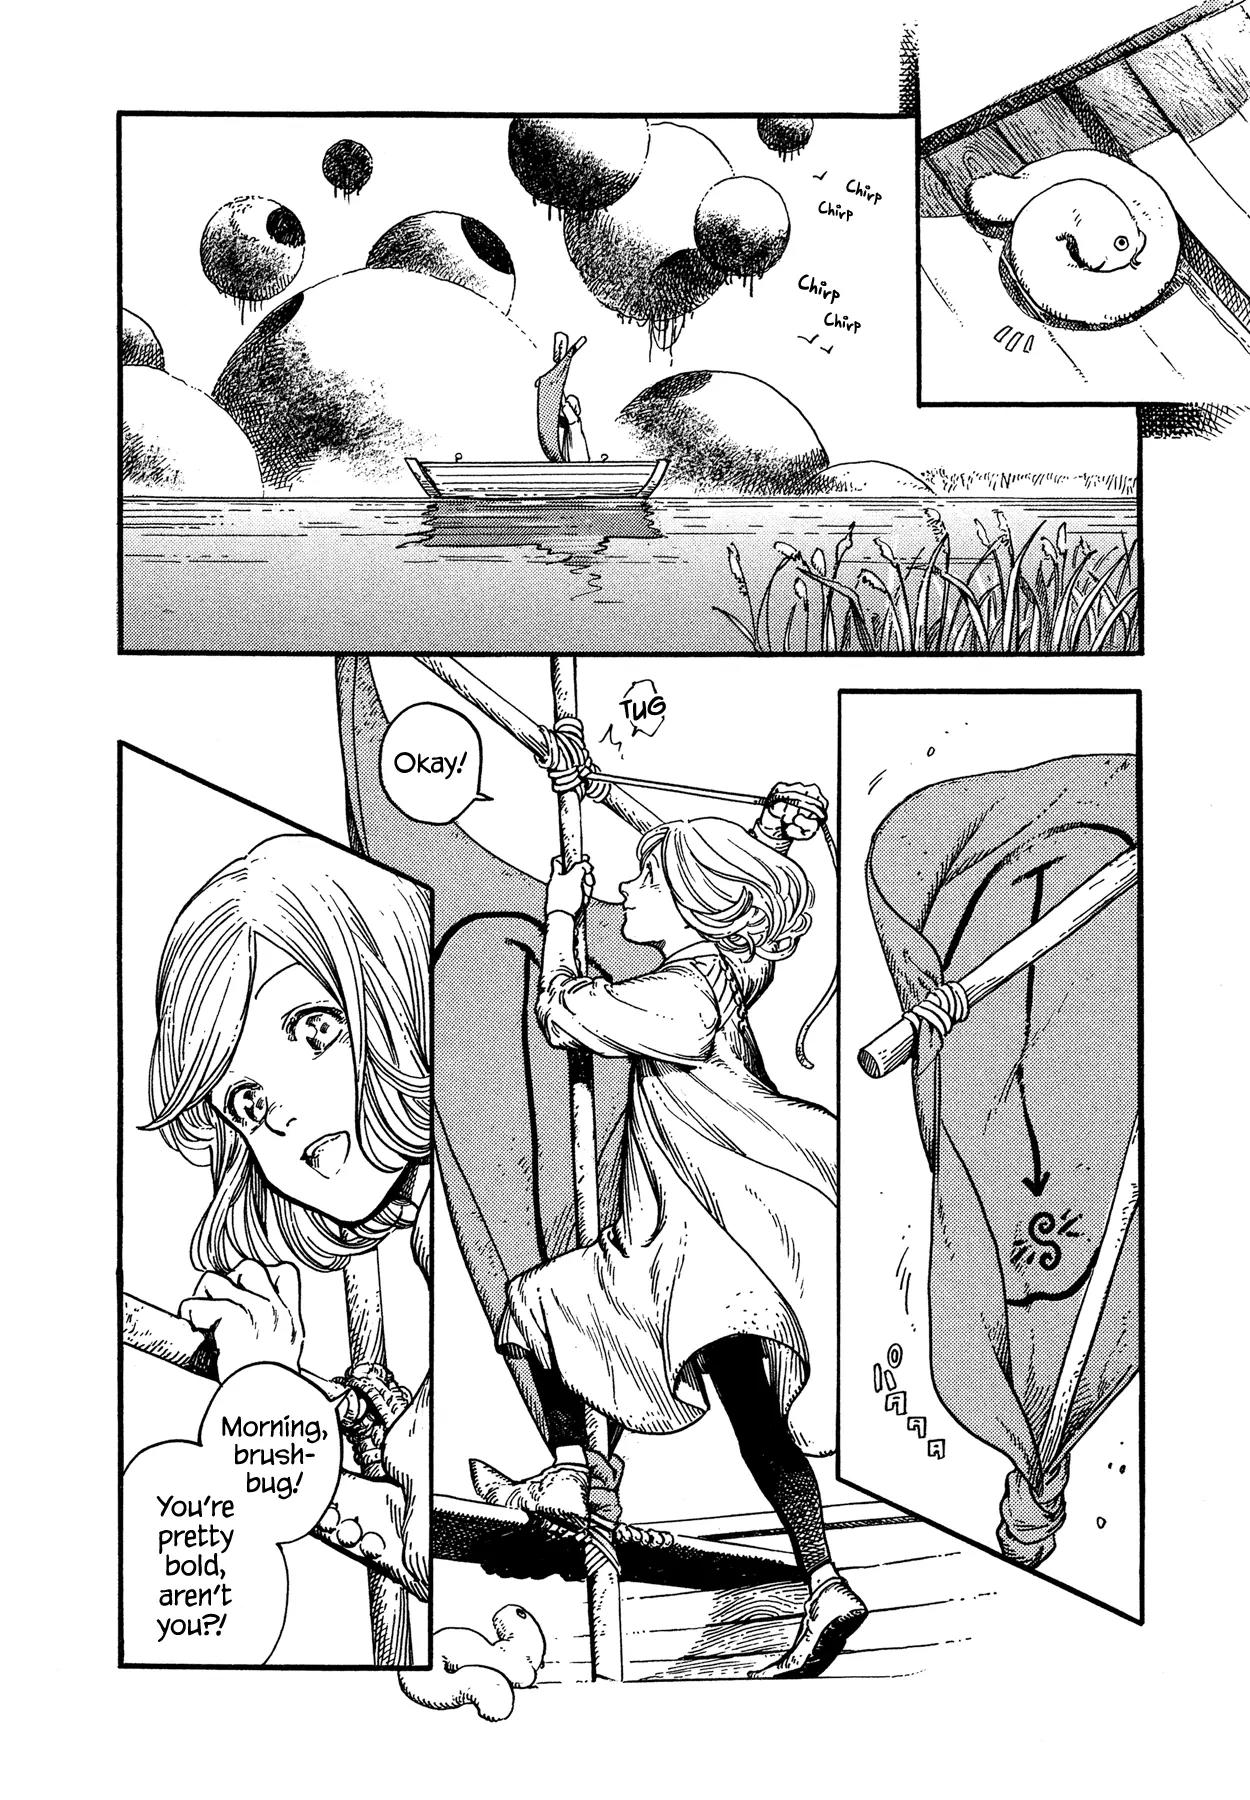 Chirp
Chirp
Chirp
Chirp
TUG
Okay!
Morning,
brush-
bug!
You're
pretty
bold,
aren't
you?!